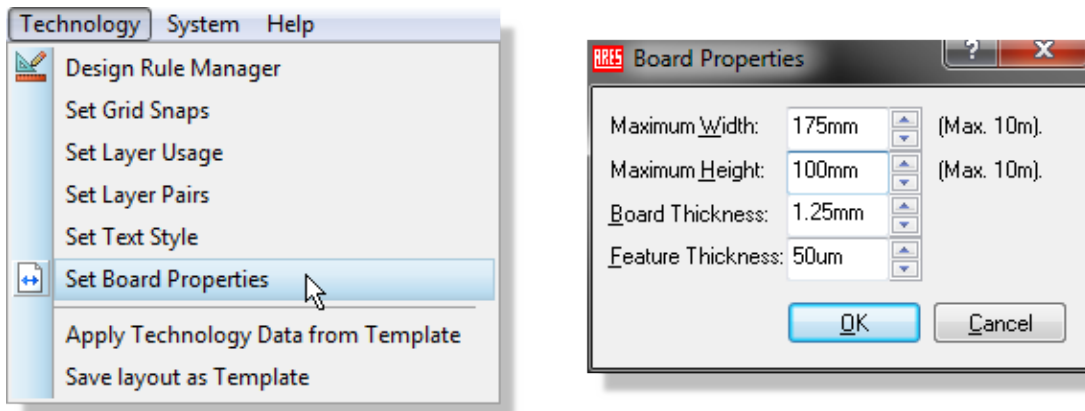 Technology System Help
Design Rule Manager
Set Grid Snaps
Set Layer Usage
Set Layer Pairs
Set Text Style
Set Board Properties
Apply Technology Data from Template
Save layout as Template
ARES Board Properties ? X
Maximum Width: 175mm (Max. 10m).
Maximum Height: 100mm (Max. 10m).
Board Thickness: 1.25mm
Feature Thickness: 50um
OK Cancel